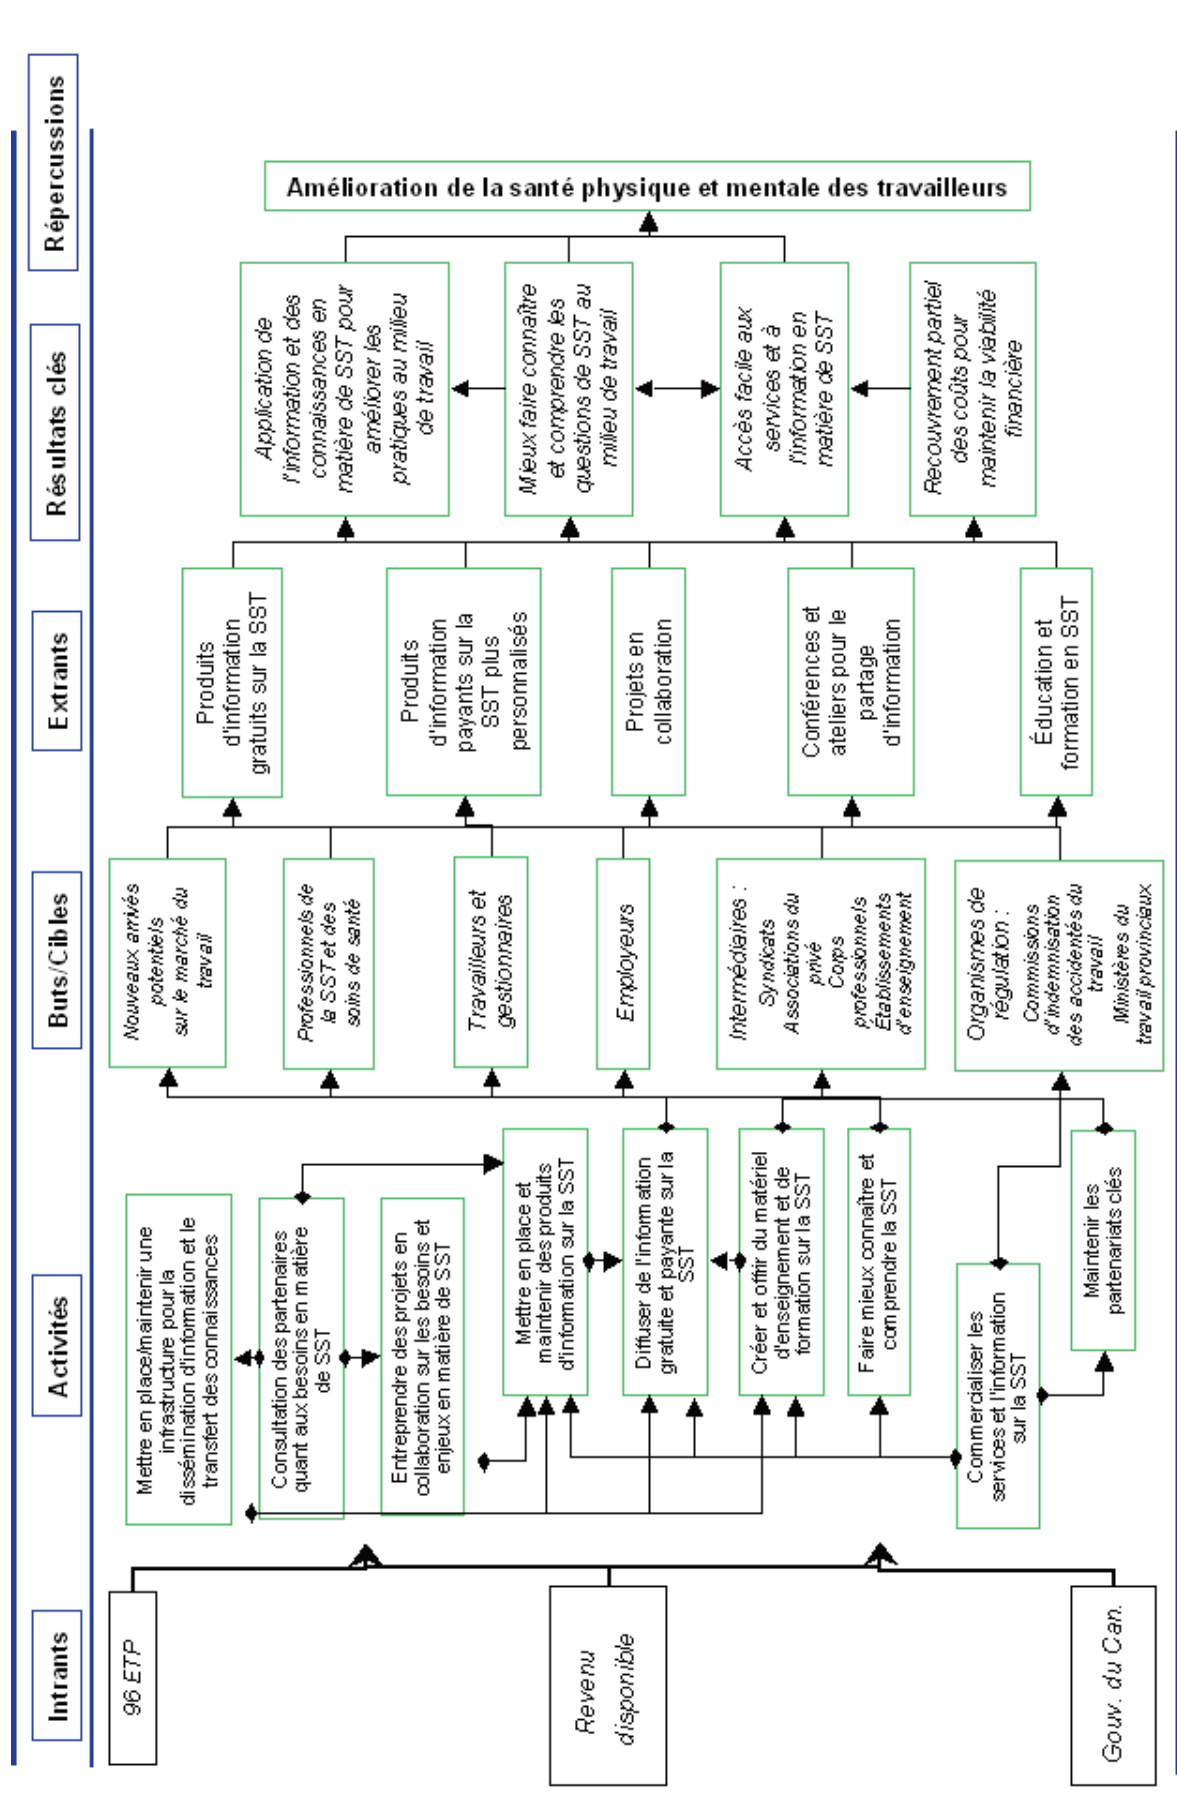 Intrants
Activités
Buts/Cibles
Extrants
Résultats clés
Répercussions
96 ETP
Revenu
disponible
Gouv. du Can.
Mettre en place/maintenir une
infrastructure pour la
dissémination d'information et le
transfert des connaissances
Consultation des partenaires
quant aux besoins en matière
de SST
Entreprendre des projets en
collaboration sur les besoins et
enjeux en matière de SST
Mettre en place et
maintenir des produits
d'information sur la SST
Diffuser de l'information
gratuite et payante sur la
SST
Créer et offrir du matériel
d'enseignement et de
formation sur la SST
Faire mieux connaître et
comprendre la SST
Commercialiser les
services et l'information
sur la SST
Maintenir les
partenariats clés
Nouveaux arrivés
potentiels
sur le marché du
travail
Professionnels de
la SST et des
soins de santé
Travailleurs et
gestionnaires
Employeurs
Intermédiaires :
Syndicats
Associations du
privé
Corps
professionnels
Établissements
d'enseignement
Organismes de
régulation :
Commissions
d'indemnisation
des accidentés du
travail
Ministères du
travail provinciaux
Produits
d'information
gratuits sur la SST
Produits
d'information
payants sur la
SST plus
personnalisés
Projets en
collaboration
Conférences et
ateliers pour le
partage
d'information
Éducation et
formation en SST
Application de
l'information et des
connaissances en
matière de SST pour
améliorer les
pratiques au milieu
de travail
Mieux faire connaître
et comprendre les
questions de SST au
milieu de travail
Accès facile aux
services et à
l'information en
matière de SST
Recouvrement partiel
des coûts pour
maintenir la viabilité
financière
Amélioration de la santé physique et mentale des travailleurs